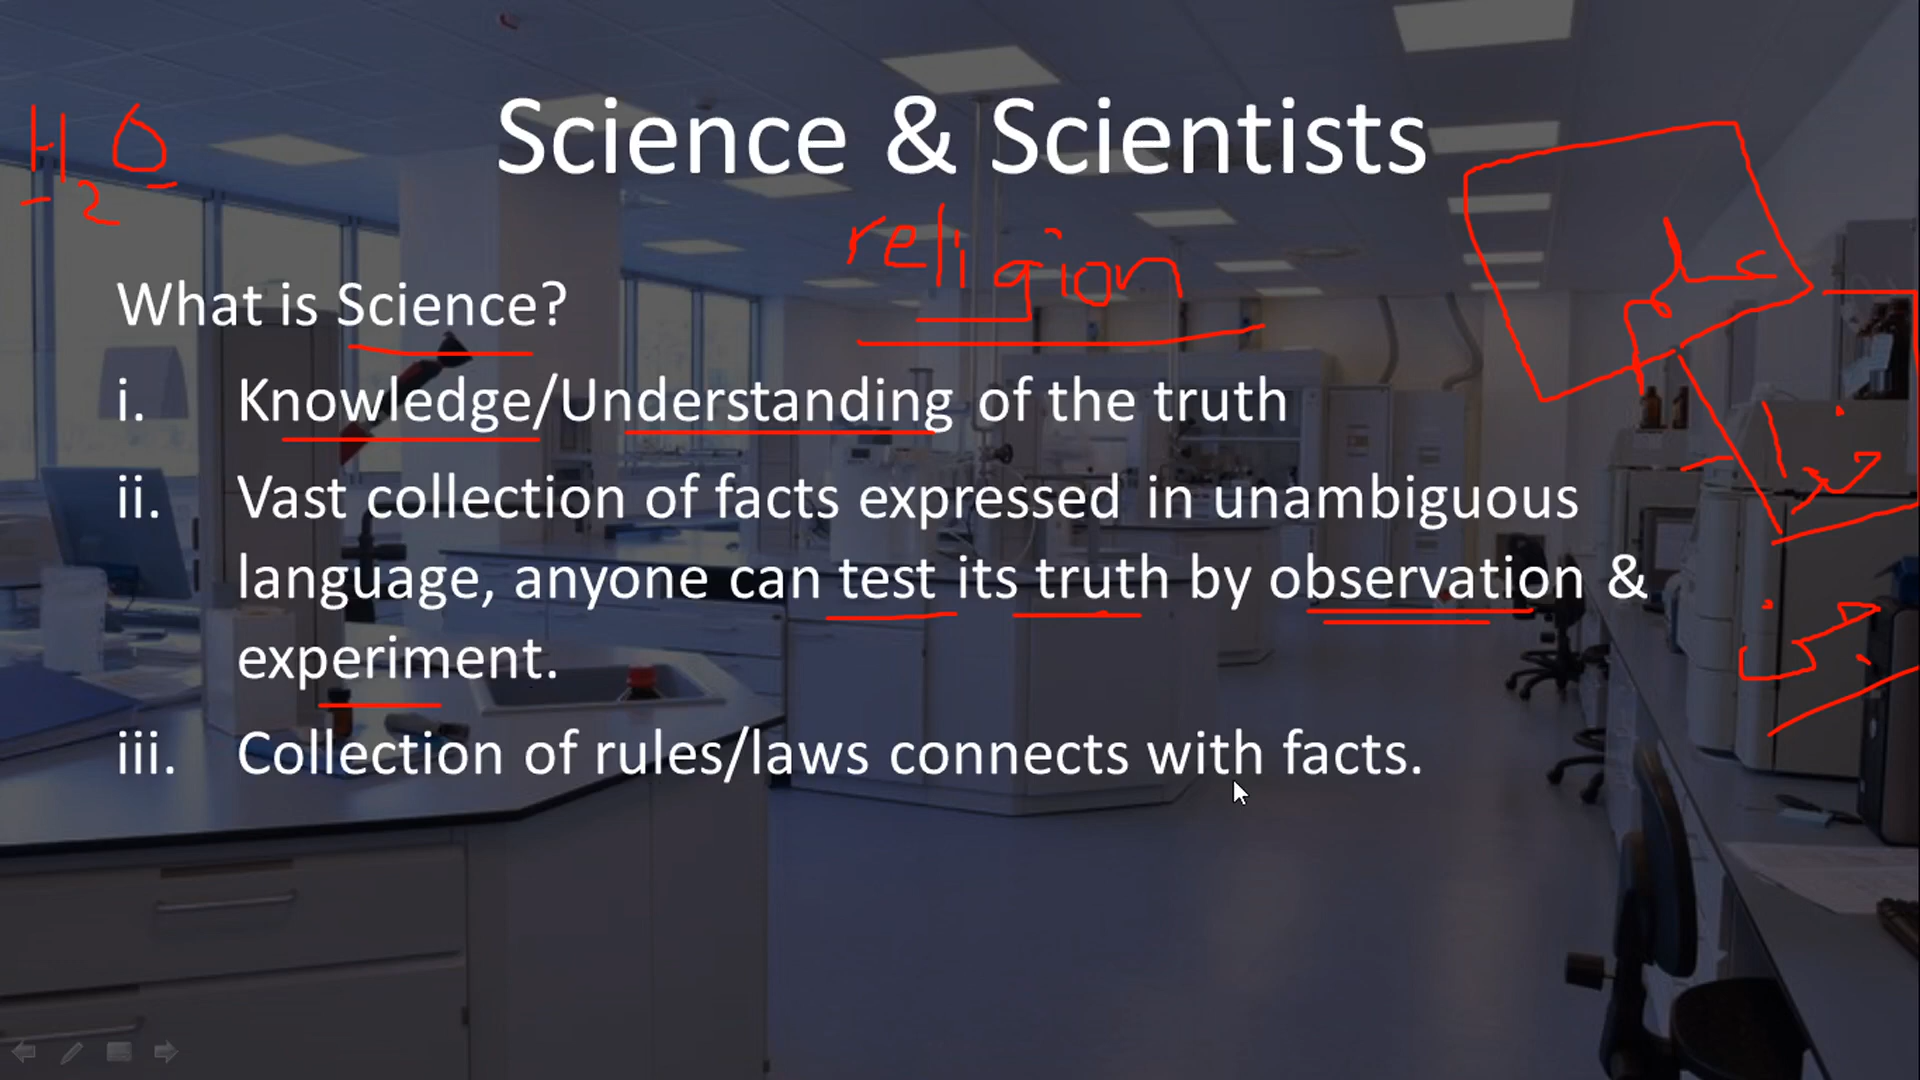 H2O
Science & Scientists
religion
What is Science?
i. Knowledge/Understanding of the truth
ii. Vast collection of facts expressed in unambiguous
language, anyone can test its truth by observation &
experiment.
iii. Collection of rules/laws connects with facts.